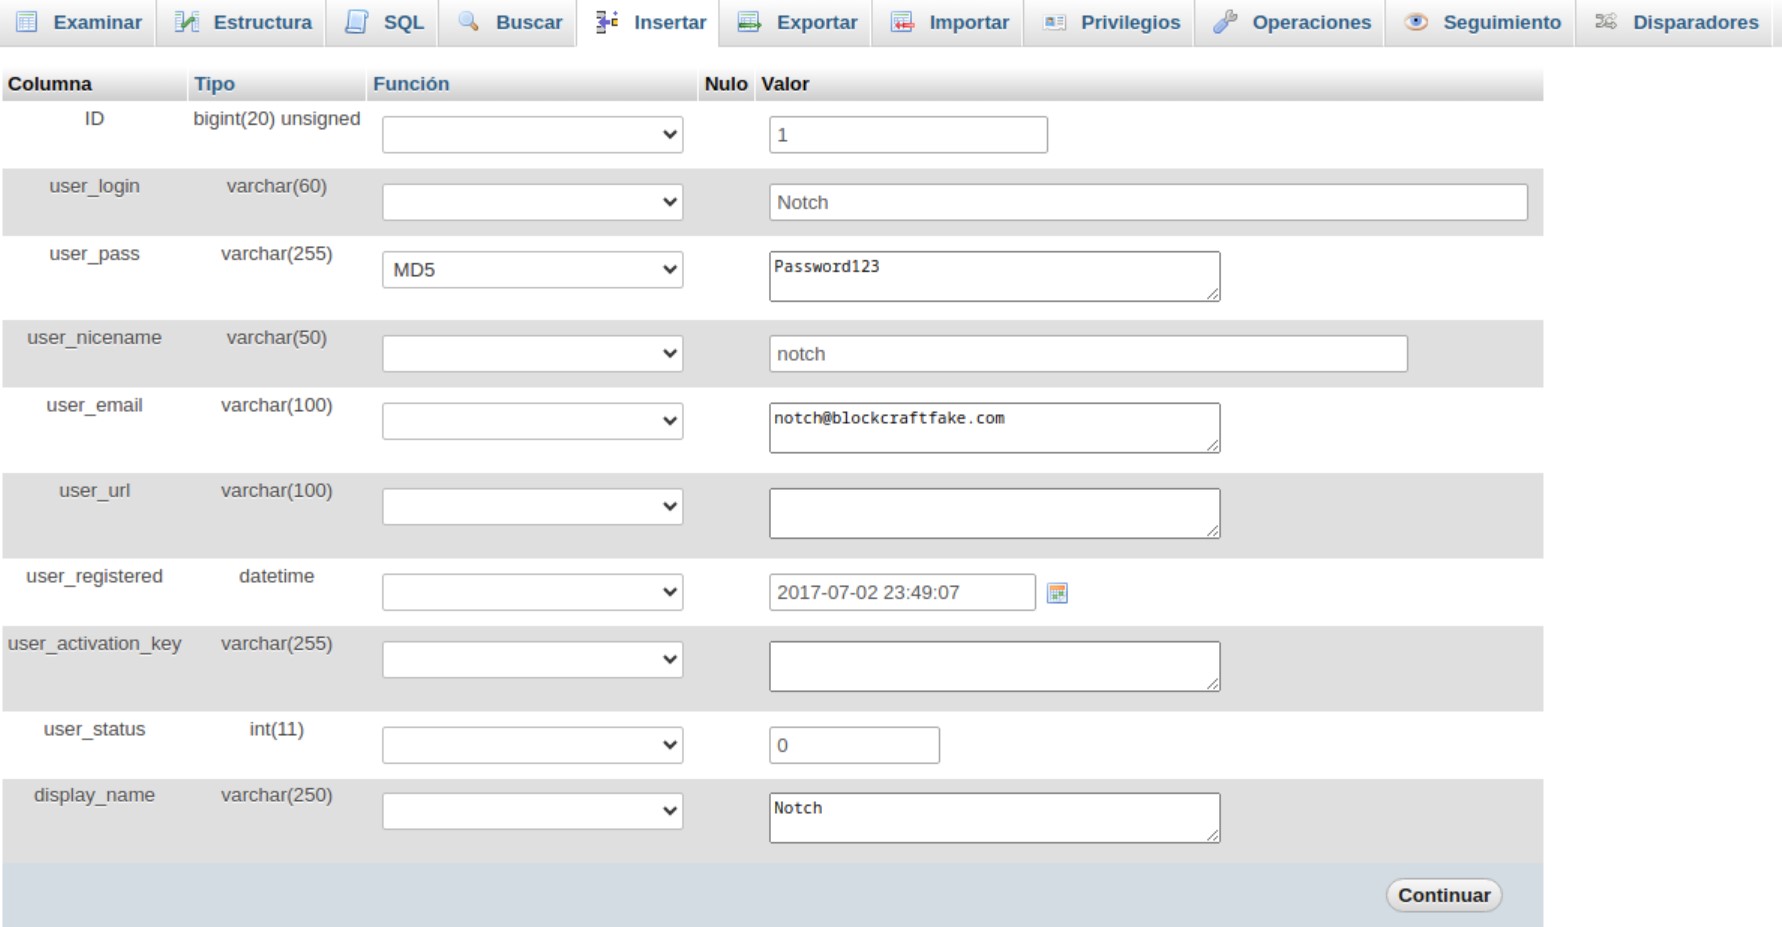 Examinar Estructura SQL Buscar Insertar Exportar Importar Privilegios Operaciones Seguimiento Disparadores
Columna Tipo Función Nulo Valor
ID bigint(20) unsigned 1
user_login varchar(60) Notch
user_pass varchar(255) MD5 Password123
user_nicename varchar(50) notch
user_email varchar(100) notch@blockcraftfake.com
user_url varchar(100)
user_registered datetime 2017-07-02 23:49:07
user_activation_key varchar(255)
user_status int(11) 0
display_name varchar(250) Notch
Continuar